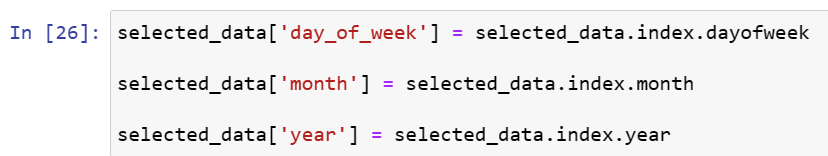 In [26]: selected_data['day_of_week'] = selected_data.index.dayofweek
selected_data['month'] = selected_data.index.month
selected_data['year'] = selected_data.index.year